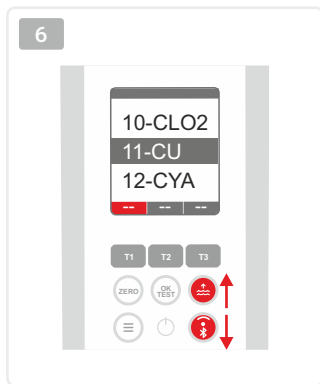 6
10-CLO2
11-CU
12-CYA
-- -- --
T1 T2 T3
ZERO OK TEST